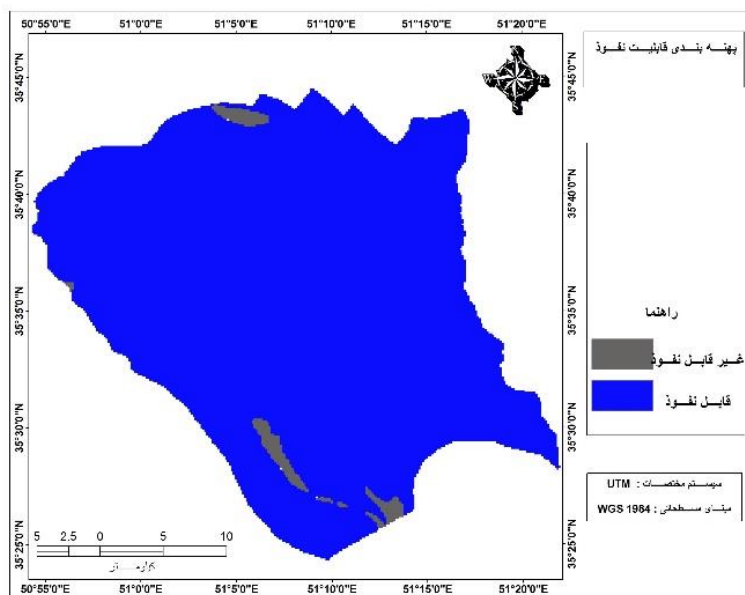 50°55'0"E 51°0'0"E 51°5'0"E 51°10'0"E 51°15'0"E 51°20'0"E
پهنه بندی قابلیت نفوذ
35°45'0"N 35°45'0"N
35°40'0"N 35°40'0"N
35°35'0"N 35°35'0"N
راهنما
غیر قابل نفوذ
قابل نفوذ
35°30'0"N 35°30'0"N
سیستم مختصات : UTM
مبنای سطحانی : WGS 1984
5 2.5 0 5 10
کیلومتر
35°25'0"N 35°25'0"N
50°55'0"E 51°0'0"E 51°5'0"E 51°10'0"E 51°15'0"E 51°20'0"E